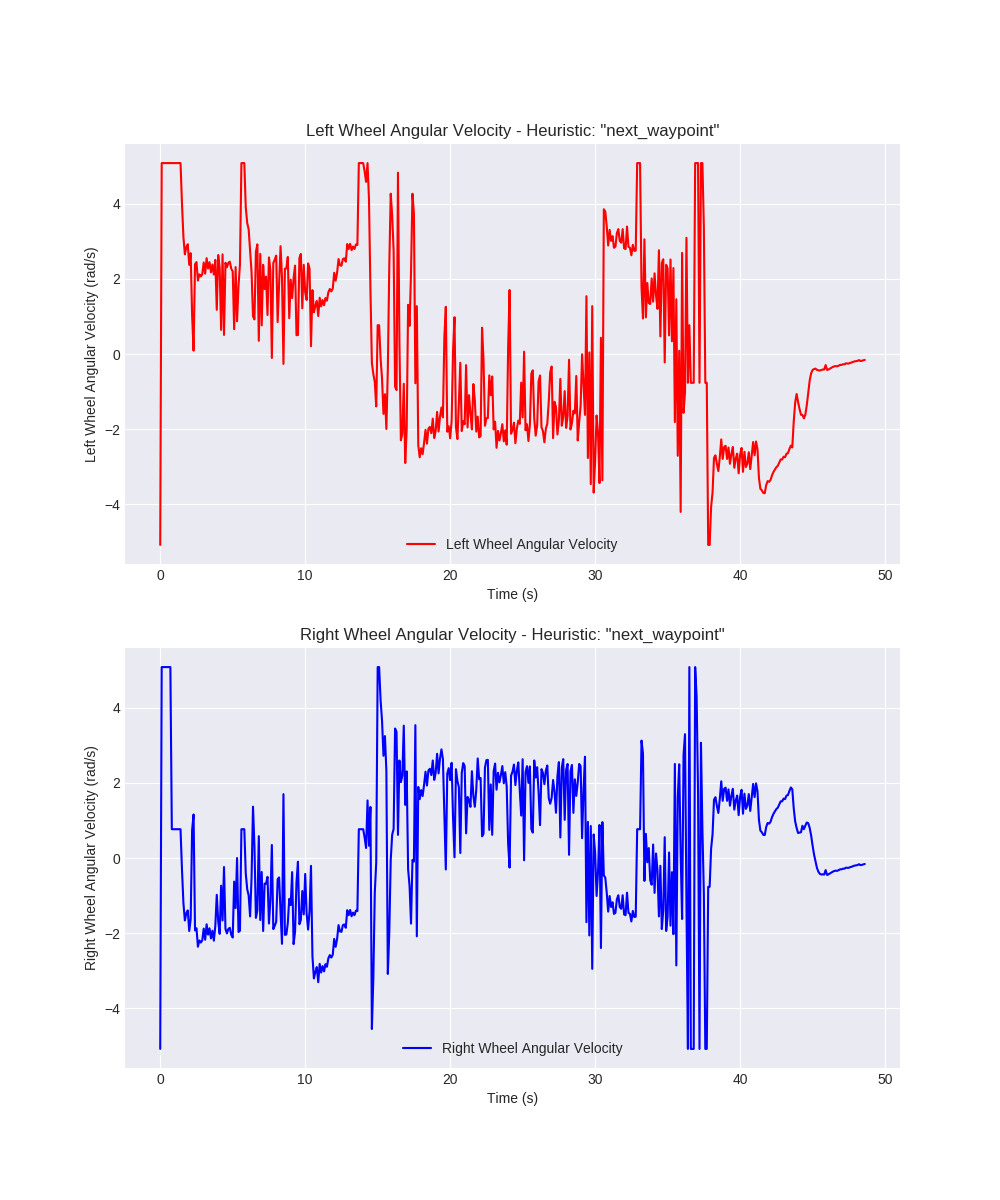 Left Wheel Angular Velocity - Heuristic: "next_waypoint"
Left Wheel Angular Velocity (rad/s)
4
2
0
−2
−4
Left Wheel Angular Velocity
0 10 20 30 40 50
Time (s)
Right Wheel Angular Velocity - Heuristic: "next_waypoint"
Right Wheel Angular Velocity (rad/s)
4
2
0
−2
−4
Right Wheel Angular Velocity
0 10 20 30 40 50
Time (s)